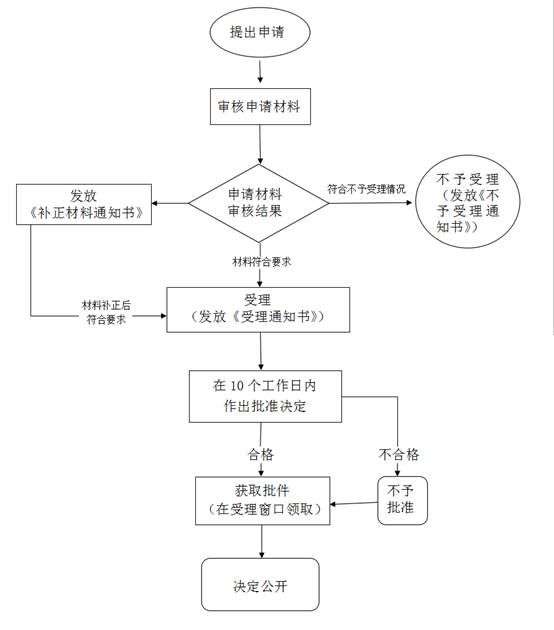 提出申请
审核申请材料
申请材料
审核结果
符合不予受理情况
不予受理
（发放《不
予受理通
知书》）
发放
《补正材料通知书》
材料符合要求
材料补正后
符合要求
受理
（发放《受理通知书》）
在 10 个工作日内
作出批准决定
合格
不合格
获取批件
（在受理窗口领取）
不予
批准
决定公开